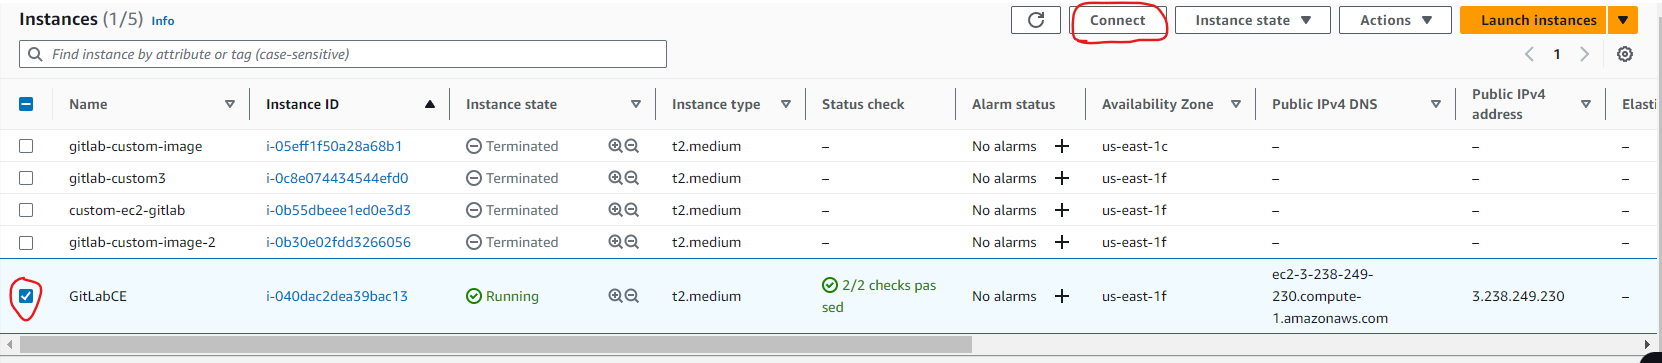 Instances (1/5) Info
Connect
Instance state
Actions
Launch instances
Find instance by attribute or tag (case-sensitive)
1
Name Instance ID Instance state Instance type Status check Alarm status Availability Zone Public IPv4 DNS Public IPv4 address Elasti
gitlab-custom-image i-05eff1f50a28a68b1 Terminated t2.medium – No alarms + us-east-1c – – –
gitlab-custom3 i-0c8e074434544efd0 Terminated t2.medium – No alarms + us-east-1f – – –
custom-ec2-gitlab i-0b55dbeee1ed0e3d3 Terminated t2.medium – No alarms + us-east-1f – – –
gitlab-custom-image-2 i-0b30e02fdd3266056 Terminated t2.medium – No alarms + us-east-1f – – –
GitLabCE i-040dac2dea39bac13 Running t2.medium 2/2 checks pas sed No alarms + us-east-1f ec2-3-238-249-230.compute-1.amazonaws.com 3.238.249.230 –